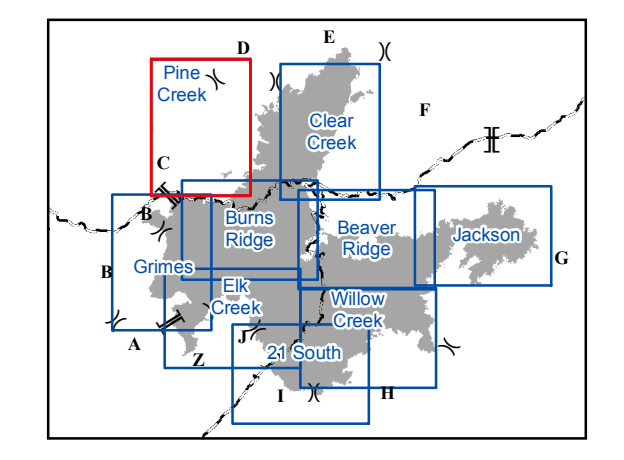 E
D
Pine
Creek
F
Clear
Creek
C
B
Burns
Ridge
Beaver
Ridge
Jackson
G
B
Grimes
Elk
Creek
Willow
Creek
A
J
21 South
Z
I
H